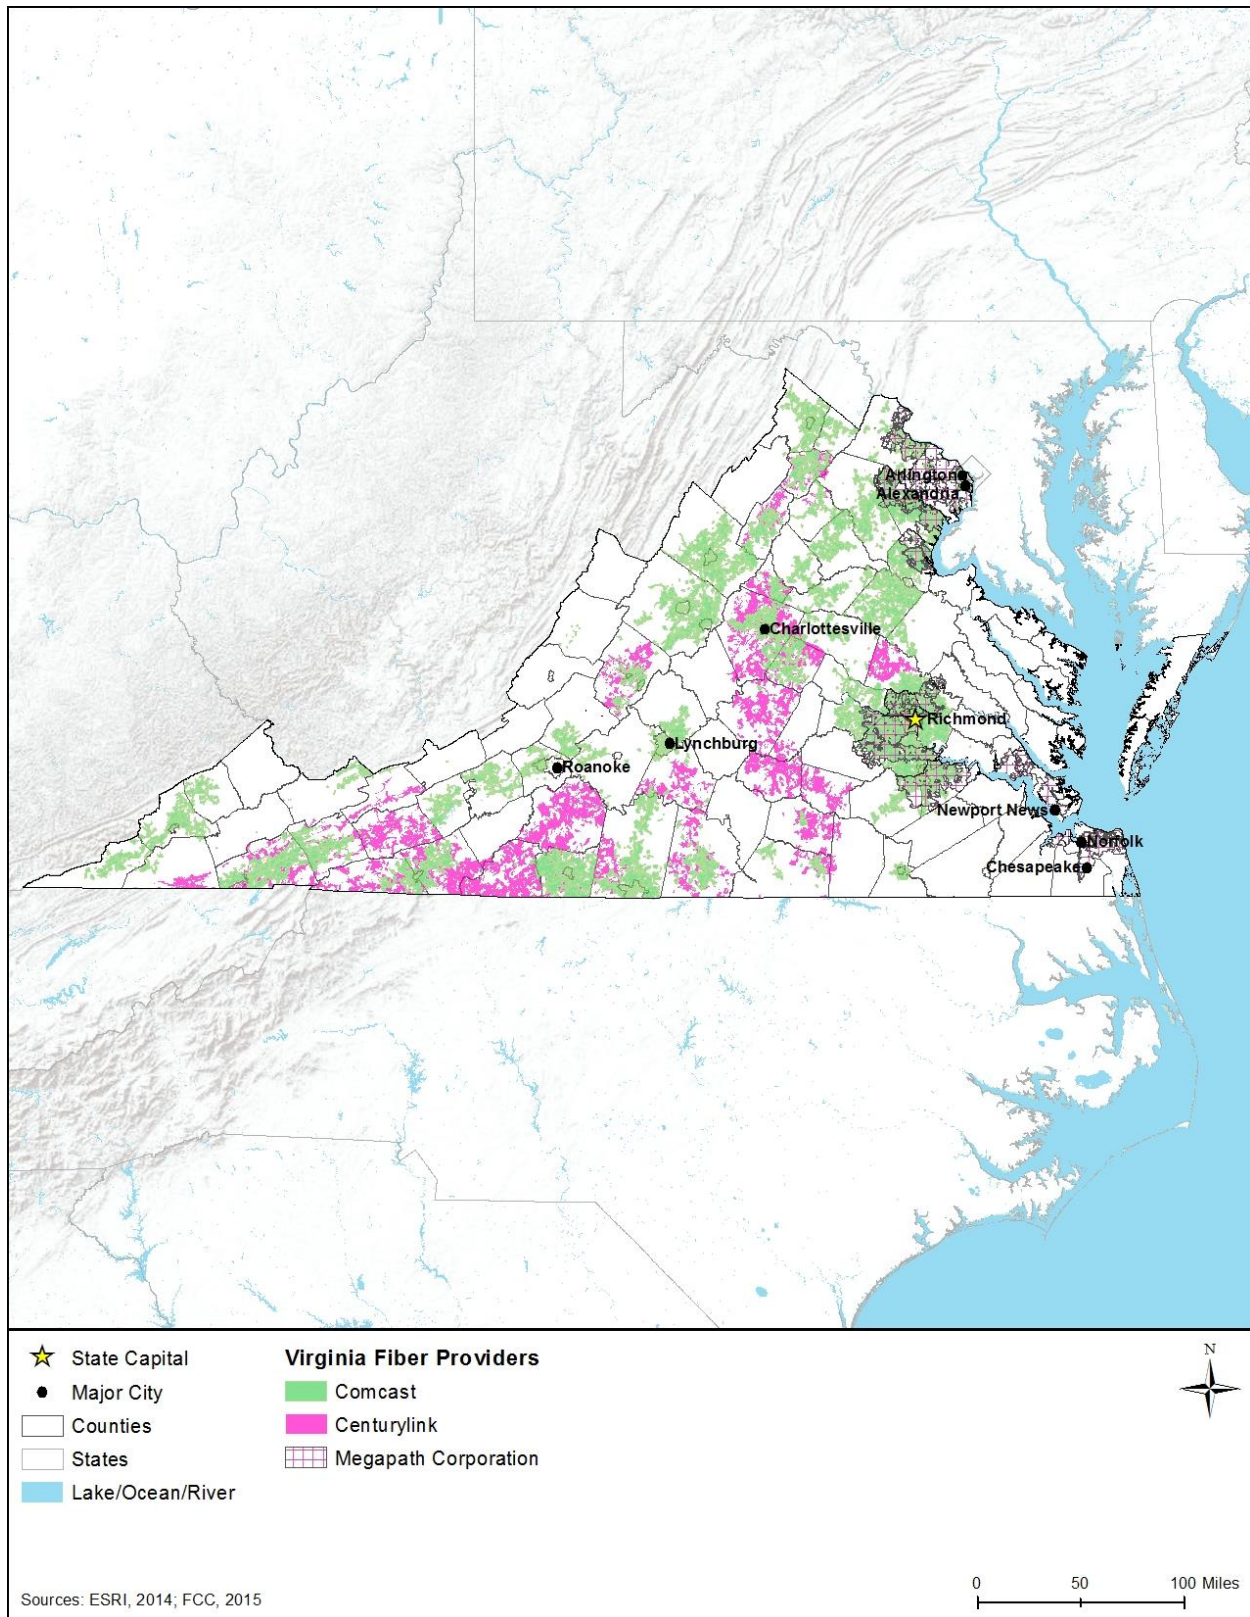 Arlington
Alexandria
Charlottesville
Richmond
Lynchburg
Roanoke
Newport News
Norfolk
Chesapeake
State Capital
Major City
Counties
States
Lake/Ocean/River
Virginia Fiber Providers
Comcast
Centurylink
Megapath Corporation
N
Sources: ESRI, 2014; FCC, 2015
0 50 100 Miles